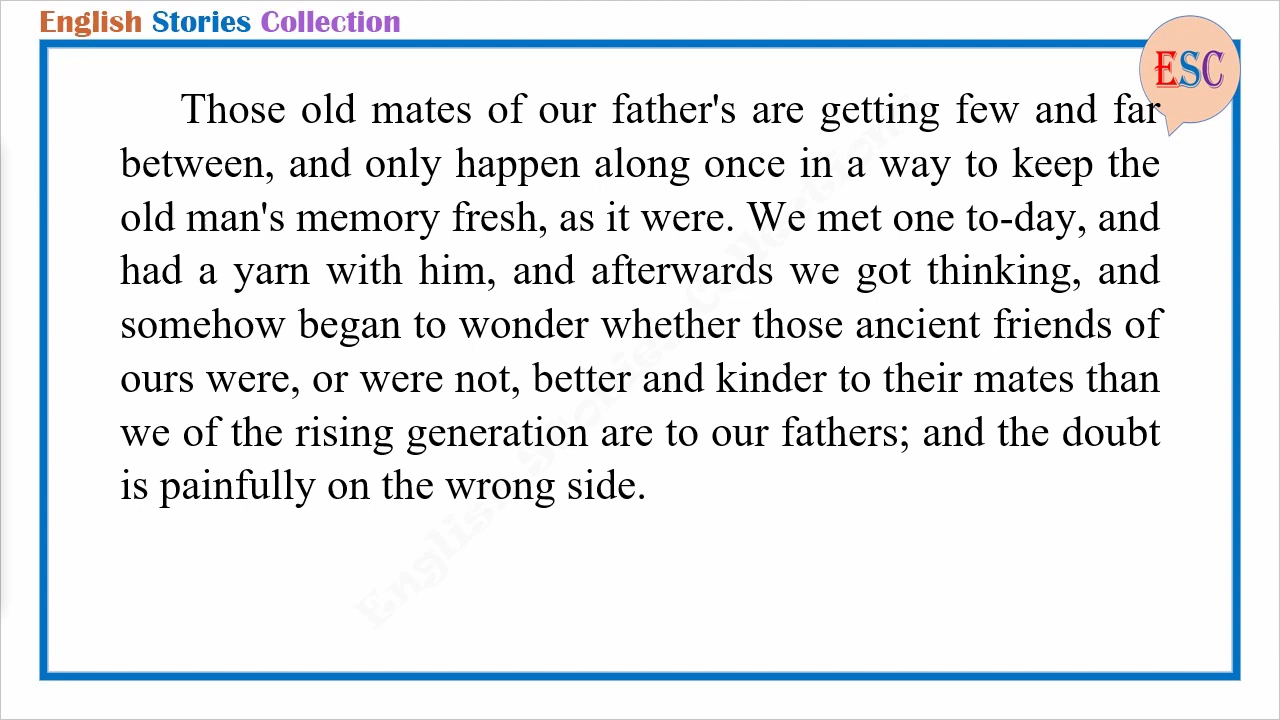 English Stories Collection
ESC
Those old mates of our father's are getting few and far
between, and only happen along once in a way to keep the
old man's memory fresh, as it were. We met one to-day, and
had a yarn with him, and afterwards we got thinking, and
somehow began to wonder whether those ancient friends of
ours were, or were not, better and kinder to their mates than
we of the rising generation are to our fathers; and the doubt
is painfully on the wrong side.
English Stories Collection